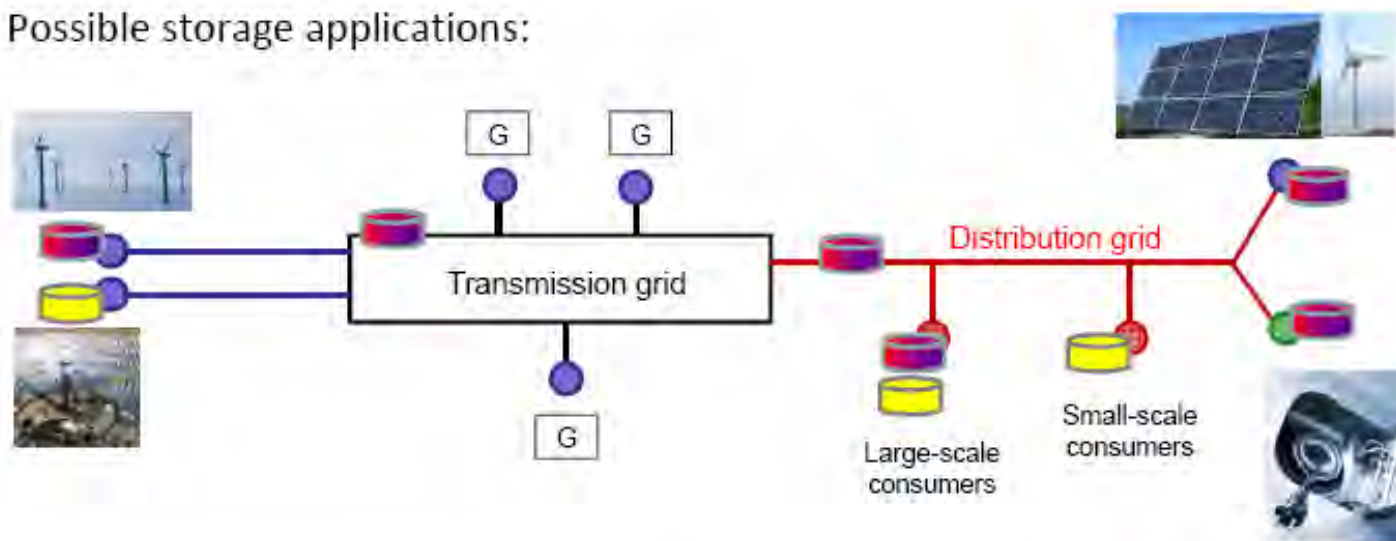 Possible storage applications:
G
G
Distribution grid
Transmission grid
G
Large-scale
consumers
Small-scale
consumers